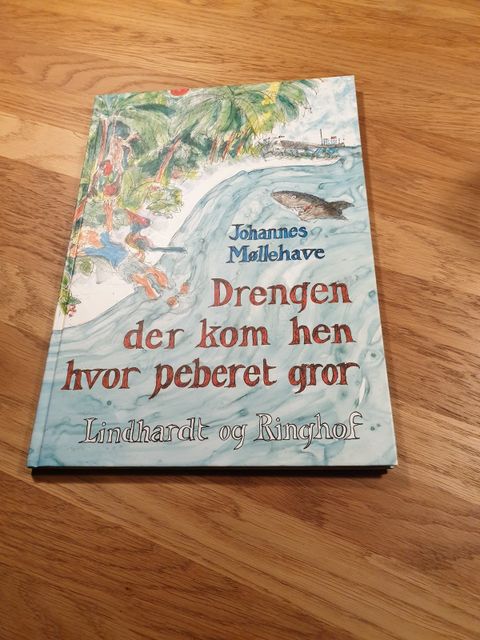 Johannes
Møllehave
Drengen
der kom hen
hvor peberet gror
Lindhardt og Ringhof